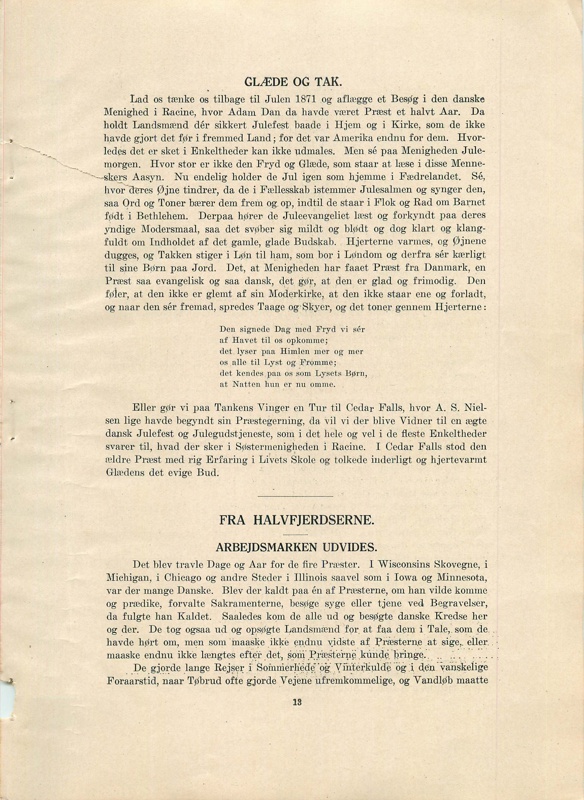 GLÆDE OG TAK.
Lad os tænke os tilbage til Julen 1871 og aflægge et Besøg i den danske
Menighed i Racine, hvor Adam Dan da havde været Præst et halvt Aar. Da
holdt Landsmænd dér sikkert Julefest baade i Hjem og i Kirke, som de ikke
havde gjort det før i fremmed Land; for det var Amerika endnu for dem. Hvor-
ledes det er sket i Enkeltheder kan ikke udmales. Men sé paa Menigheden Jule-
morgen. Hvor stor er ikke den Fryd og Glæde, som staar at læse i disse Menne-
skers Aasyn. Nu endelig holder de Jul igen som hjemme i Fædrelandet. Sé,
hvor deres Øjne tindrer, da de i Fællesskab istemmer Julesalmen og synger den,
saa Ord og Toner bærer dem frem og op, indtil de staar i Flok og Rad om Barnet
født i Bethlehem. Derpaa hører de Juleevangeliet læst og forkyndt paa deres
yndige Modersmaal, saa det svøber sig mildt og blødt og dog klart og klang-
fuldt om Indholdet af det gamle, glade Budskab. Hjerterne varmes, og Øjnene
dugges, og Takken stiger i Løn til ham, som bor i Løndom og derfra sér kærligt
til sine Børn paa Jord. Det, at Menigheden har faaet Præst fra Danmark, en
Præst saa evangelisk og saa dansk, det gør, at den er glad og frimodig. Den
føler, at den ikke er glemt af sin Moderkirke, at den ikke staar ene og forladt,
og naar den sér fremad, spredes Taage og Skyer, og det toner gennem Hjerterne:
Den signede Dag med Fryd vi sér
af Havet til os opkomme;
det lyser paa Himlen mer og mer
os alle til Lyst og Fromme;
det kendes paa os som Lysets Børn,
at Natten hun er nu omme.
Eller gør vi paa Tankens Vinger en Tur til Cedar Falls, hvor A. S. Niel-
sen lige havde begyndt sin Præstegerning, da vil vi der blive Vidner til en ægte
dansk Julefest og Julegudstjeneste, som i det hele og vel i de fleste Enkeltheder
svarer til, hvad der sker i Søstermenigheden i Racine. I Cedar Falls stod den
ældre Præst med rig Erfaring i Livets Skole og tolkede inderligt og hjertevarmt
Glædens det evige Bud.
FRA HALVFJERDSERNE.
ARBEJDSMARKEN UDVIDES.
Det blev travle Dage og Aar for de fire Præster. I Wisconsins Skovegne, i
Michigan, i Chicago og andre Steder i Illinois saavel som i Iowa og Minnesota,
var der mange Danske. Blev der kaldt paa én af Præsterne, om han vilde komme
og prædike, forvalte Sakramenterne, besøge syge eller tjene ved Begravelser,
da fulgte han Kaldet. Saaledes kom de alle ud og besøgte danske Kredse her
og der. De tog ogsaa ud og opsøgte Landsmænd for at faa dem i Tale, som de
havde hørt om, men som maaske ikke endnu vidste af Præsterne at sige, eller
maaske endnu ikke længtes efter det, som Præsterne kunde bringe.
De gjorde lange Rejser i Sommerhede og Vinterkulde og i den vanskelige
Foraarstid, naar Tøbrud ofte gjorde Vejene ufremkommelige, og Vandløb maatte
13